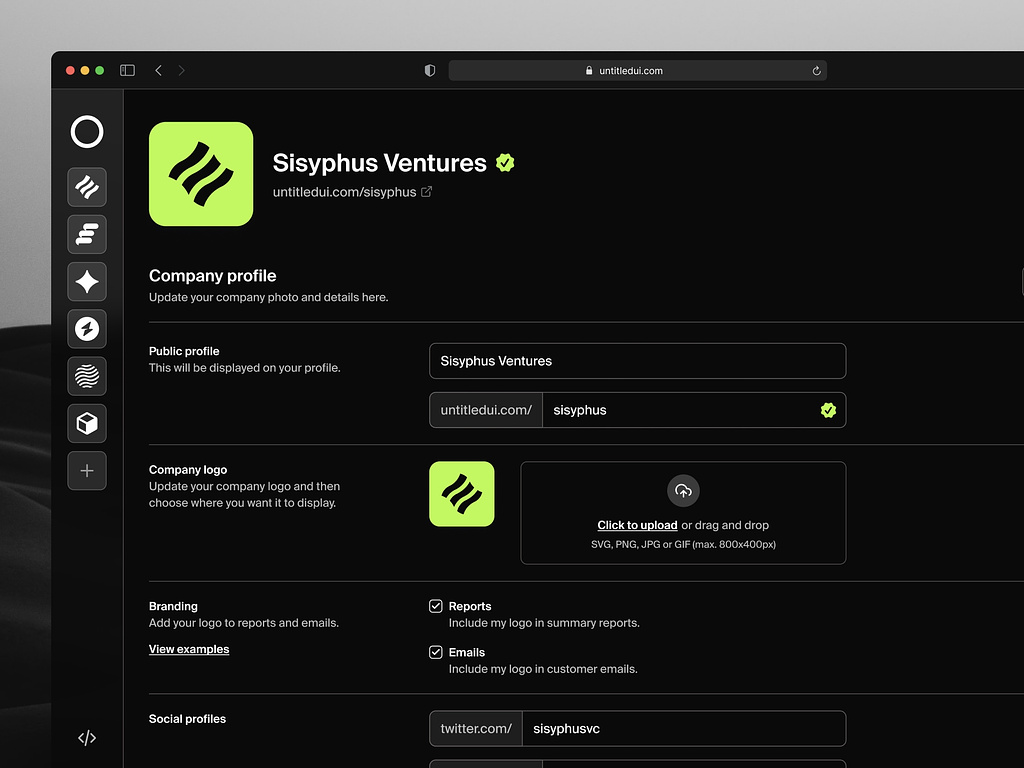 untitledui.com
Sisyphus Ventures
untitledui.com/sisyphus
Company profile
Update your company photo and details here.
Public profile
This will be displayed on your profile.
Sisyphus Ventures
untitledui.com/ sisyphus
Company logo
Update your company logo and then
choose where you want it to display.
Click to upload or drag and drop
SVG, PNG, JPG or GIF (max. 800x400px)
Branding
Add your logo to reports and emails.
View examples
Reports
Include my logo in summary reports.
Emails
Include my logo in customer emails.
Social profiles
twitter.com/ sisyphusvc